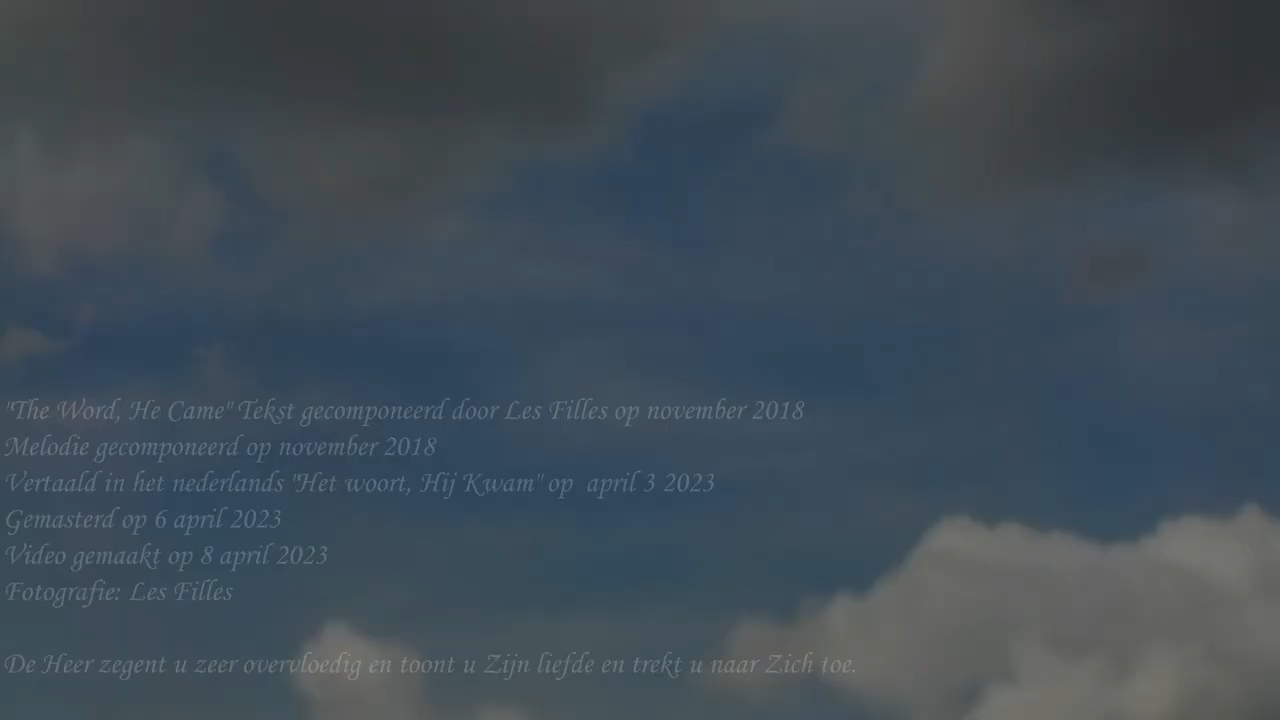 "The Word, He Came" Tekst gecomponeerd door Les Filles op november 2018
Melodie gecomponeerd op november 2018
Vertaald in het nederlands "Het woort, Hij Kwam" op  april 3 2023
Gemasterd op 6 april 2023
Video gemaakt op 8 april 2023
Fotografie: Les Filles
De Heer zegent u zeer overvloedig en toont u Zijn liefde en trekt u naar Zich toe.